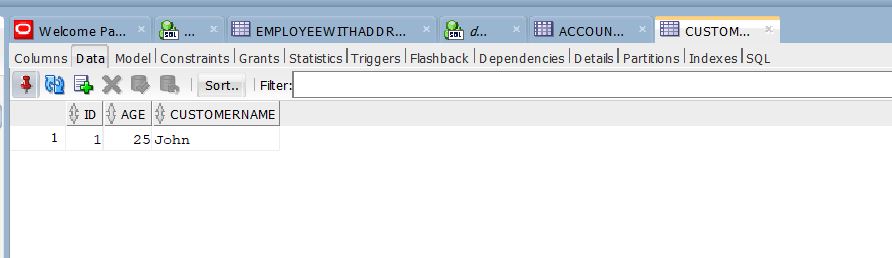 Welcome Pa... ... EMPLOYEEWITHADDR... d... ACCOUN... CUSTOM...
Columns Data Model Constraints Grants Statistics Triggers Flashback Dependencies Details Partitions Indexes SQL
Sort.. Filter:
ID AGE CUSTOMERNAME
1 1 25 John